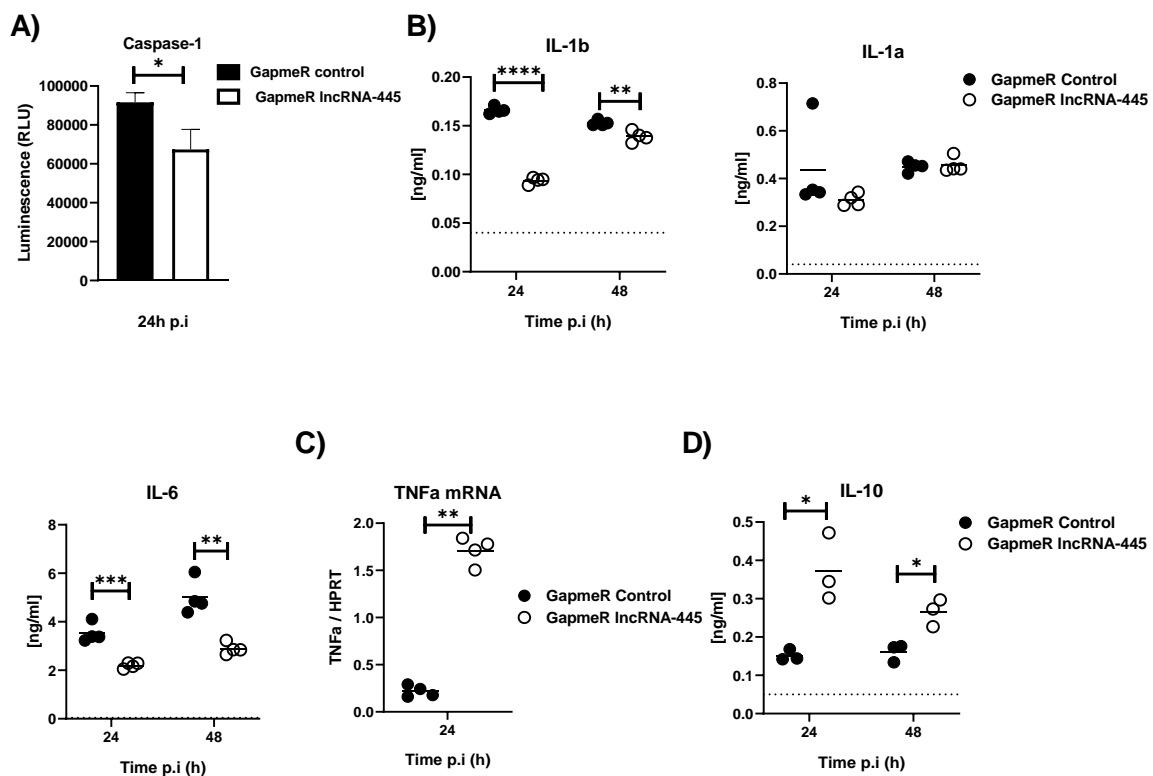 A)
Caspase-1
*
GapmeR control
GapmeR lncRNA-445
Luminescence (RLU)
100000
80000
60000
40000
20000
0
24h p.i
B)
IL-1b
****
**
[ng/ml]
0.20
0.15
0.10
0.05
0.00
24
48
Time p.i (h)
IL-1a
GapmeR Control
GapmeR lncRNA-445
[ng/ml]
0.8
0.6
0.4
0.2
0.0
24
48
Time p.i (h)
IL-6
***
**
[ng/ml]
8
6
4
2
0
24
48
Time p.i (h)
C)
TNFa mRNA
**
TNFa / HPRT
2.0
1.5
1.0
0.5
0.0
24
Time p.i (h)
GapmeR Control
GapmeR lncRNA-445
D)
IL-10
*
*
[ng/ml]
0.5
0.4
0.3
0.2
0.1
0.0
24
48
Time p.i (h)
GapmeR Control
GapmeR lncRNA-445